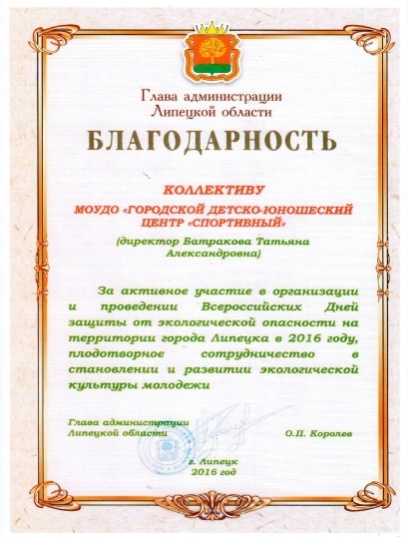 Глава администрации
Липецкой области
БЛАГОДАРНОСТЬ
КОЛЛЕКТИВУ
МОУДО «ГОРОДСКОЙ ДЕТСКО-ЮНОШЕСКИЙ
ЦЕНТР «СПОРТИВНЫЙ»
(директор Батракова Татьяна
Александровна)
За активное участие в организации
и проведении Всероссийских Дней
защиты от экологической опасности на
территории города Липецка в 2016 году,
плодотворное сотрудничество в
становлении и развитии экологической
культуры молодежи
Глава администрации
Липецкой области
О.П. Королев
г. Липецк
2016 год